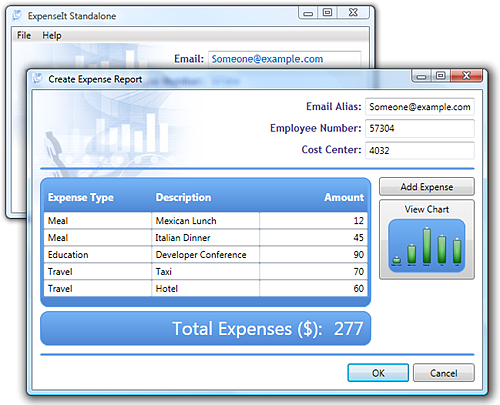 ExpenseIt Standalone
File Help
Email: Someone@example.com
Create Expense Report
Email Alias: Someone@example.com
Employee Number: 57304
Cost Center: 4032
Expense Type Description Amount
Meal Mexican Lunch 12
Meal Italian Dinner 45
Education Developer Conference 90
Travel Taxi 70
Travel Hotel 60
Add Expense
View Chart
Total Expenses ($): 277
OK Cancel